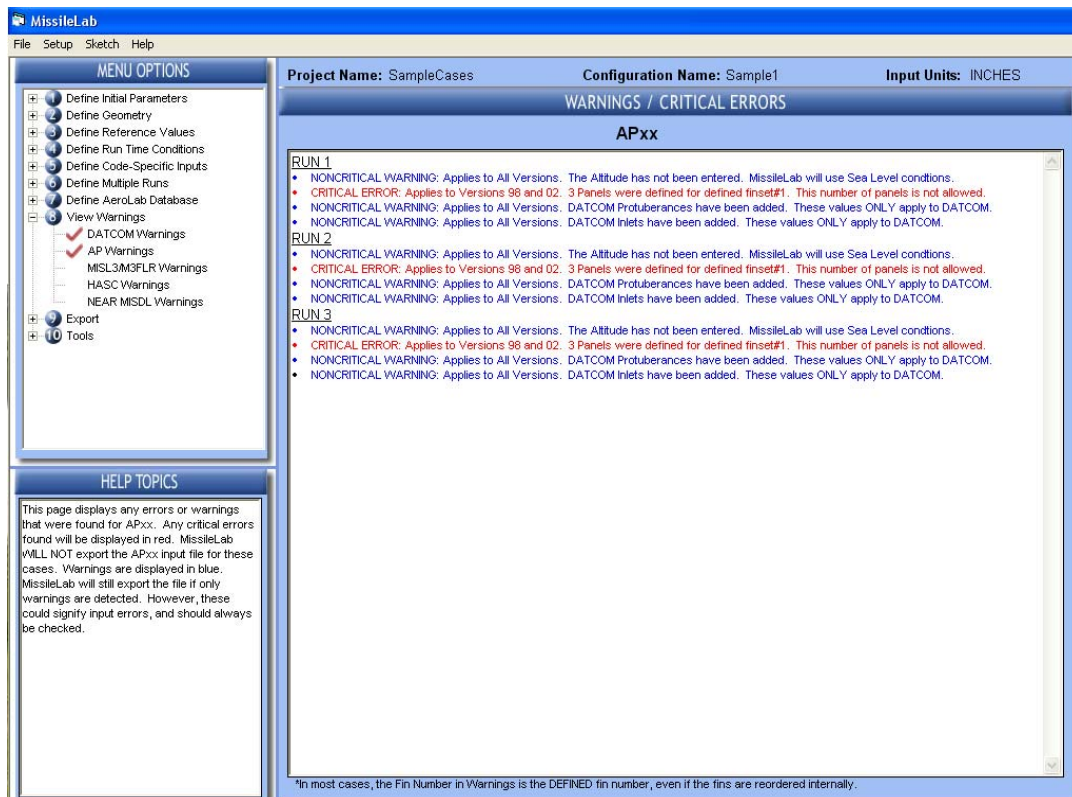 MissileLab
File Setup Sketch Help
MENU OPTIONS
1 Define Initial Parameters
2 Define Geometry
3 Define Reference Values
4 Define Run Time Conditions
5 Define Code-Specific Inputs
6 Define Multiple Runs
7 Define AeroLab Database
8 View Warnings
DATCOM Warnings
AP Warnings
MISL3/M3FLR Warnings
HASC Warnings
NEAR MISDL Warnings
9 Export
10 Tools
HELP TOPICS
This page displays any errors or warnings
that were found for APxx. Any critical errors
found will be displayed in red. MissileLab
WILL NOT export the APxx input file for these
cases. Warnings are displayed in blue.
MissileLab will still export the file if only
warnings are detected. However, these
could signify input errors, and should always
be checked.
Project Name: SampleCases Configuration Name: Sample1 Input Units: INCHES
WARNINGS / CRITICAL ERRORS
APxx
RUN 1
• NONCRITICAL WARNING: Applies to All Versions. The Altitude has not been entered. MissileLab will use Sea Level condtions.
• CRITICAL ERROR: Applies to Versions 98 and 02. 3 Panels were defined for defined finset#1. This number of panels is not allowed.
• NONCRITICAL WARNING: Applies to All Versions. DATCOM Protuberances have been added. These values ONLY apply to DATCOM.
• NONCRITICAL WARNING: Applies to All Versions. DATCOM Inlets have been added. These values ONLY apply to DATCOM.
RUN 2
• NONCRITICAL WARNING: Applies to All Versions. The Altitude has not been entered. MissileLab will use Sea Level condtions.
• CRITICAL ERROR: Applies to Versions 98 and 02. 3 Panels were defined for defined finset#1. This number of panels is not allowed.
• NONCRITICAL WARNING: Applies to All Versions. DATCOM Protuberances have been added. These values ONLY apply to DATCOM.
• NONCRITICAL WARNING: Applies to All Versions. DATCOM Inlets have been added. These values ONLY apply to DATCOM.
RUN 3
• NONCRITICAL WARNING: Applies to All Versions. The Altitude has not been entered. MissileLab will use Sea Level condtions.
• CRITICAL ERROR: Applies to Versions 98 and 02. 3 Panels were defined for defined finset#1. This number of panels is not allowed.
• NONCRITICAL WARNING: Applies to All Versions. DATCOM Protuberances have been added. These values ONLY apply to DATCOM.
• NONCRITICAL WARNING: Applies to All Versions. DATCOM Inlets have been added. These values ONLY apply to DATCOM.
*In most cases, the Fin Number in Warnings is the DEFINED fin number, even if the fins are reordered internally.